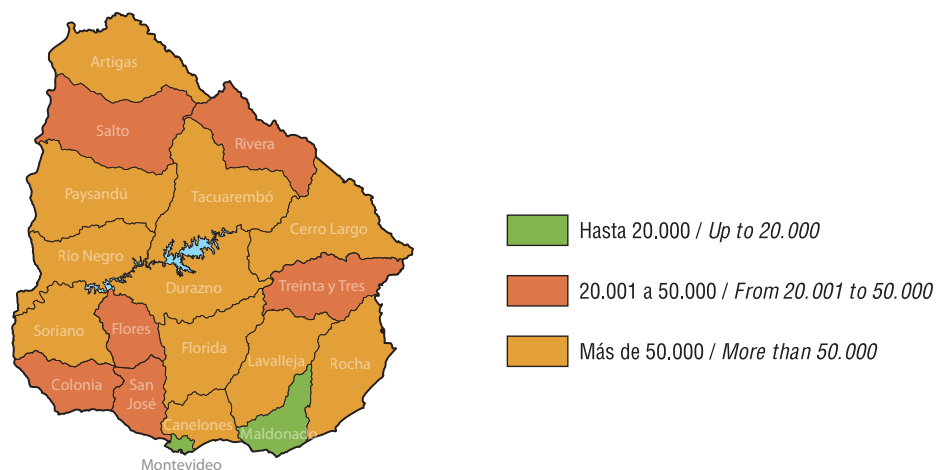 Artigas
Salto
Rivera
Paysandú
Tacuarembó
Cerro Largo
Río Negro
Durazno
Treinta y Tres
Soriano
Flores
Florida
Lavalleja
Rocha
Colonia
San
José
Canelones
Maldonado
Montevideo
Hasta 20.000 / Up to 20.000
20.001 a 50.000 / From 20.001 to 50.000
Más de 50.000 / More than 50.000